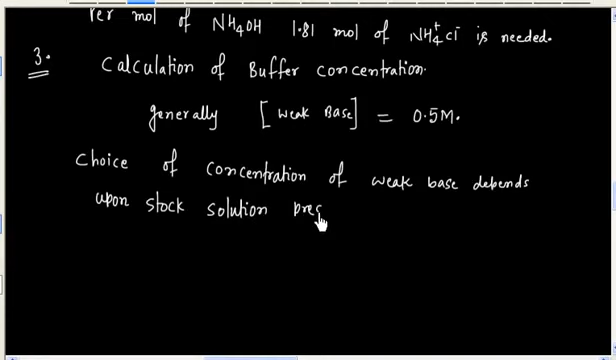 Per mol of NH4OH 1.81 mol of NH4+Cl- is needed.
3. Calculation of Buffer concentration.
generally [weak Base] = 0.5M.
Choice of concentration of weak base depends
upon stock solution pres